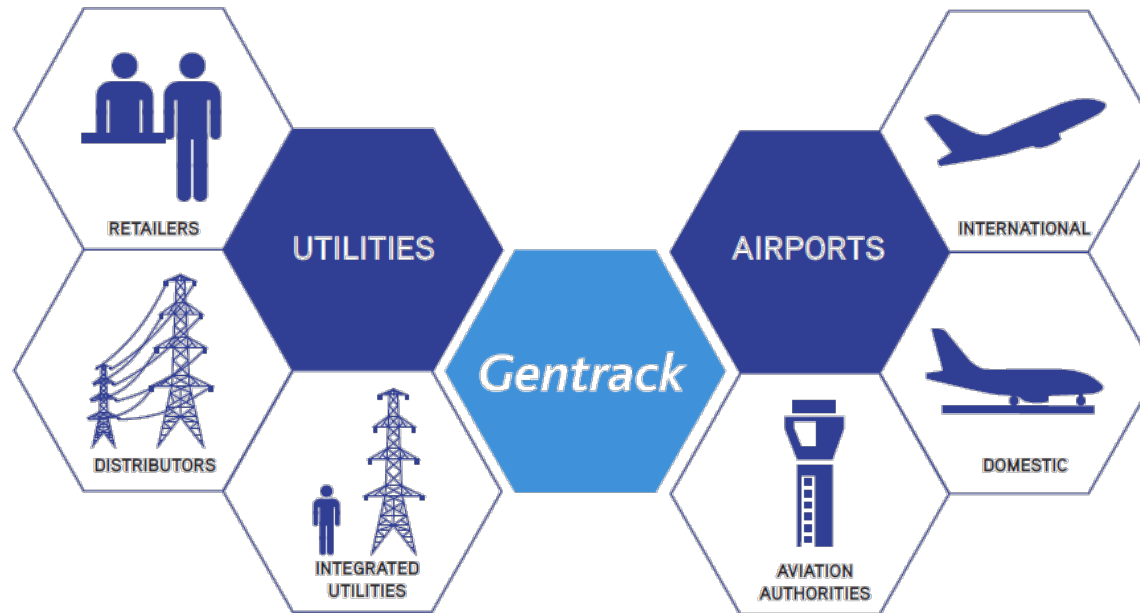 RETAILERS
UTILITIES
DISTRIBUTORS
INTEGRATED
UTILITIES
Gentrack
AIRPORTS
INTERNATIONAL
DOMESTIC
AVIATION
AUTHORITIES